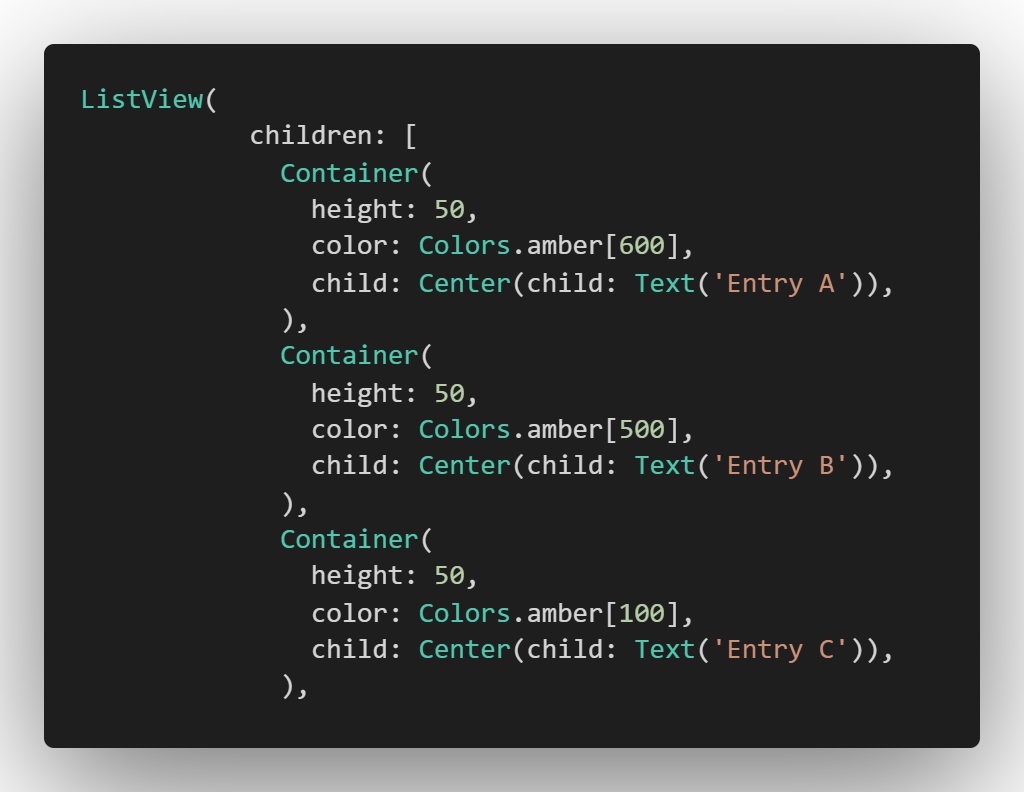 ListView(
children: [
Container(
height: 50,
color: Colors.amber[600],
child: Center(child: Text('Entry A')),
),
Container(
height: 50,
color: Colors.amber[500],
child: Center(child: Text('Entry B')),
),
Container(
height: 50,
color: Colors.amber[100],
child: Center(child: Text('Entry C')),
),